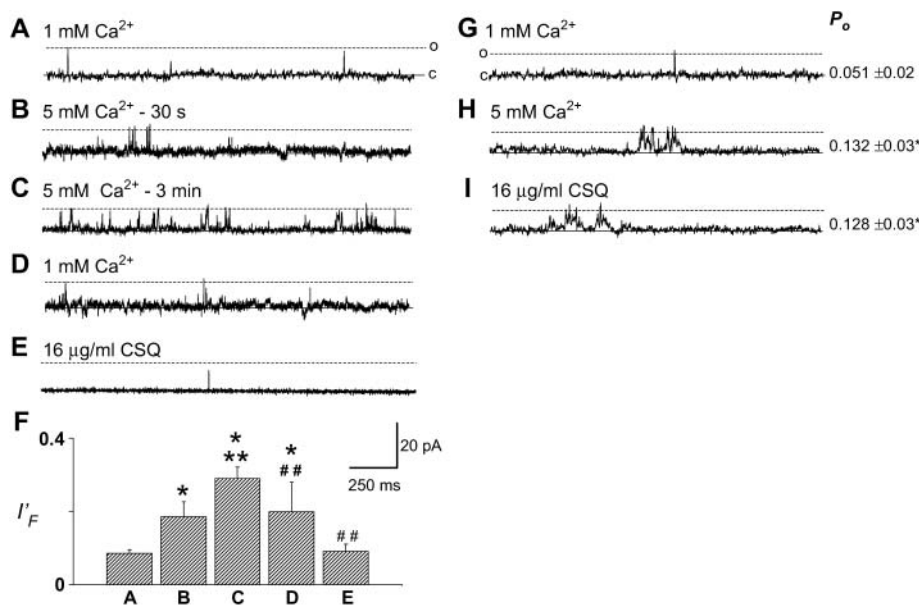 A 1 mM Ca²⁺
o
c
B 5 mM Ca²⁺ - 30 s
C 5 mM Ca²⁺ - 3 min
D 1 mM Ca²⁺
E 16 μg/ml CSQ
F
0.4
I'F
0
* * ** * ## ##
A B C D E
20 pA
250 ms
Po
G 1 mM Ca²⁺
o
c
0.051 ±0.02
H 5 mM Ca²⁺
0.132 ±0.03*
I 16 μg/ml CSQ
0.128 ±0.03*